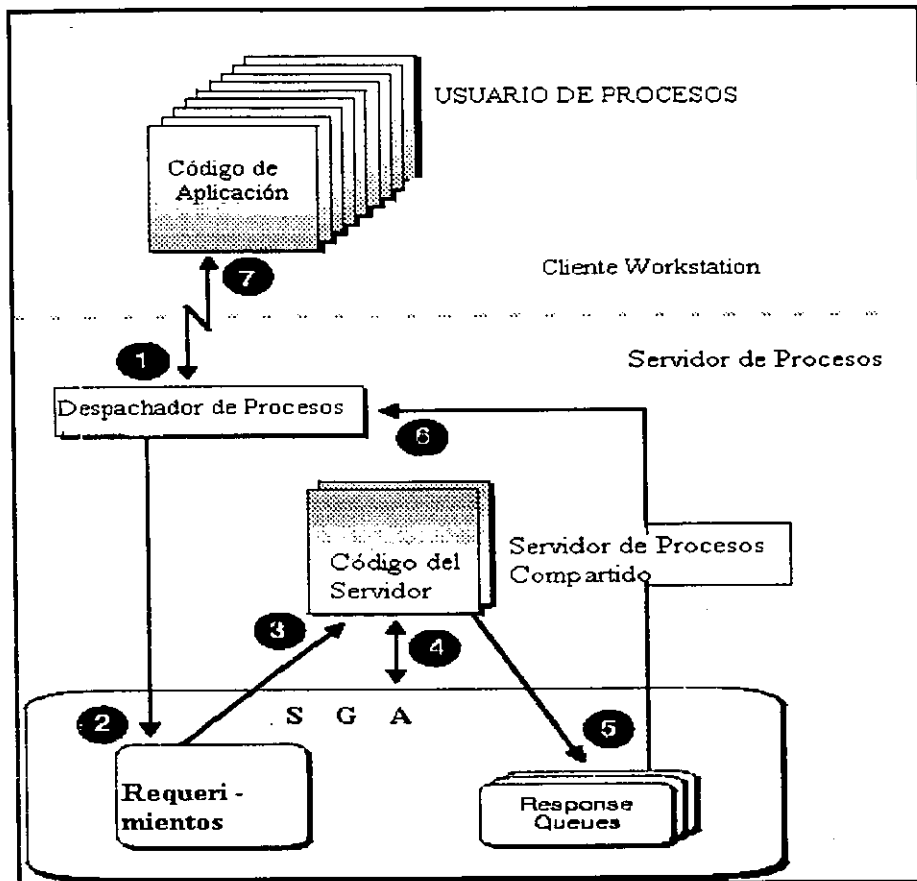 USUARIO DE PROCESOS
Código de
Aplicación
7
Cliente Workstation
1
Servidor de Procesos
Despachador de Procesos
6
Código del
Servidor
Servidor de Procesos
Compartido
3
4
2
S G A
5
Requeri -
mientos
Response
Queues